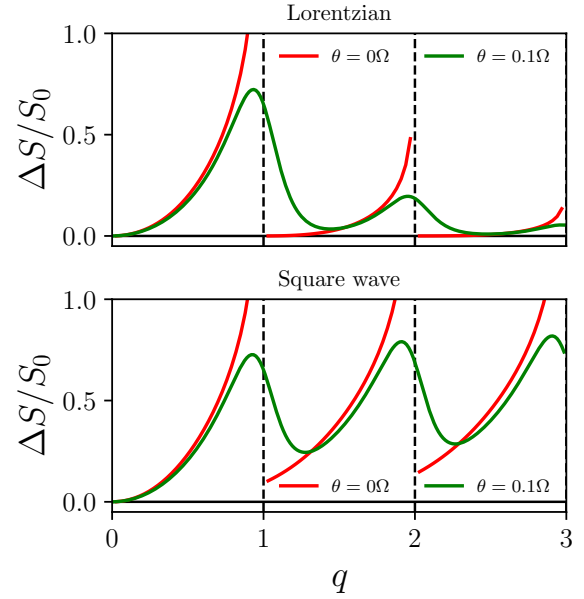 Lorentzian
1.0
θ = 0Ω
θ = 0.1Ω
ΔS/S₀
0.5
0.0
Square wave
1.0
ΔS/S₀
0.5
θ = 0Ω
θ = 0.1Ω
0.0
0
1
2
3
q